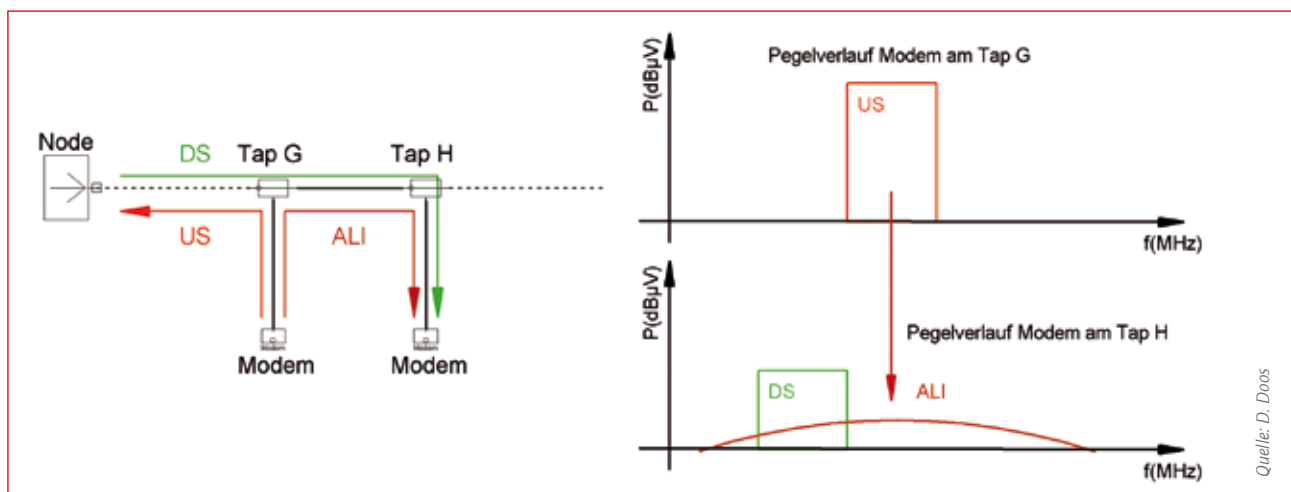 Node
DS
Tap G
Tap H
US
ALI
Modem
Modem
Modem
Modem
P(dBµV)
Pegelverlauf Modem am Tap G
US
f(MHz)
P(dBµV)
Pegelverlauf Modem am Tap H
DS
ALI
f(MHz)
Quelle: D. Doos